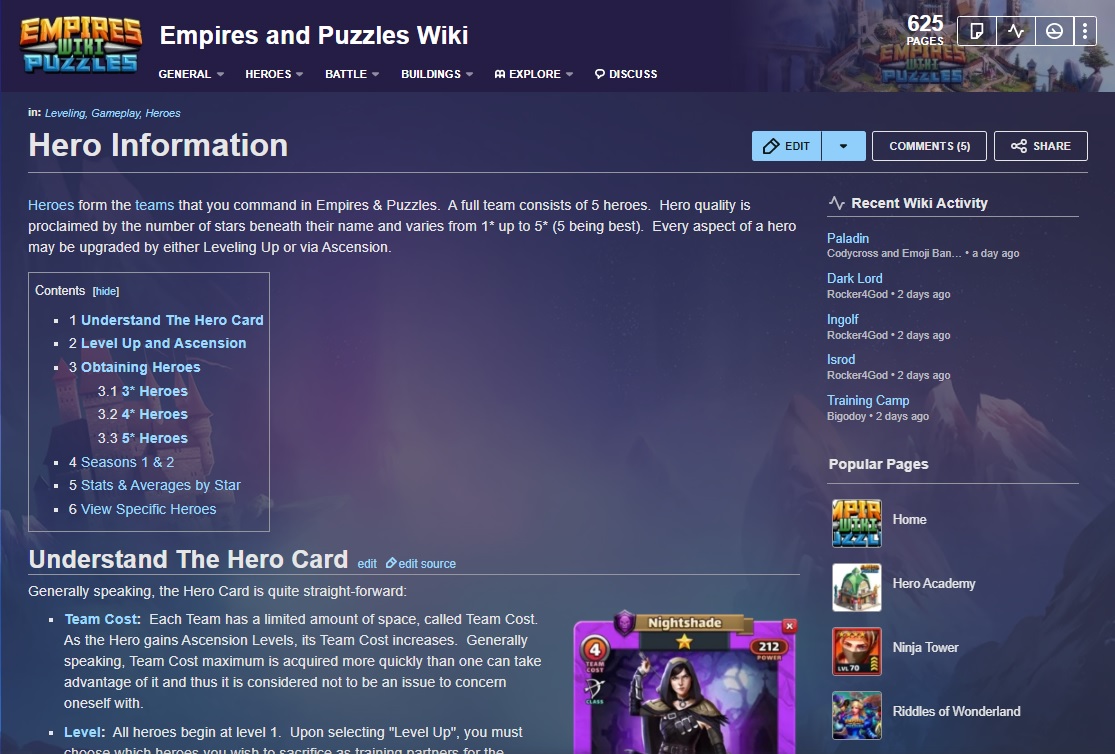 EMPIRES
WIKI
PUZZLES
Empires and Puzzles Wiki
625
PAGES
GENERAL
HEROES
BATTLE
BUILDINGS
EXPLORE
DISCUSS
in: Leveling, Gameplay, Heroes
Hero Information
EDIT
COMMENTS (5)
SHARE
Heroes form the teams that you command in Empires & Puzzles. A full team consists of 5 heroes. Hero quality is
proclaimed by the number of stars beneath their name and varies from 1* up to 5* (5 being best). Every aspect of a hero
may be upgraded by either Leveling Up or via Ascension.
Contents [hide]
1 Understand The Hero Card
2 Level Up and Ascension
3 Obtaining Heroes
3.1 3* Heroes
3.2 4* Heroes
3.3 5* Heroes
4 Seasons 1 & 2
5 Stats & Averages by Star
6 View Specific Heroes
Understand The Hero Card edit edit source
Generally speaking, the Hero Card is quite straight-forward:
Team Cost: Each Team has a limited amount of space, called Team Cost.
As the Hero gains Ascension Levels, its Team Cost increases. Generally
speaking, Team Cost maximum is acquired more quickly than one can take
advantage of it and thus it is considered not to be an issue to concern
oneself with.
Level: All heroes begin at level 1. Upon selecting "Level Up", you must
choose which heroes you wish to sacrifice as training partners for the
Nightshade
4
TEAM
COST
CLASS
212
POWER
Recent Wiki Activity
Paladin
Codycross and Emoji Ban... • a day ago
Dark Lord
Rocker4God • 2 days ago
Ingolf
Rocker4God • 2 days ago
Isrod
Rocker4God • 2 days ago
Training Camp
Bigodoy • 2 days ago
Popular Pages
Home
Hero Academy
LVL 70
Ninja Tower
Riddles of Wonderland